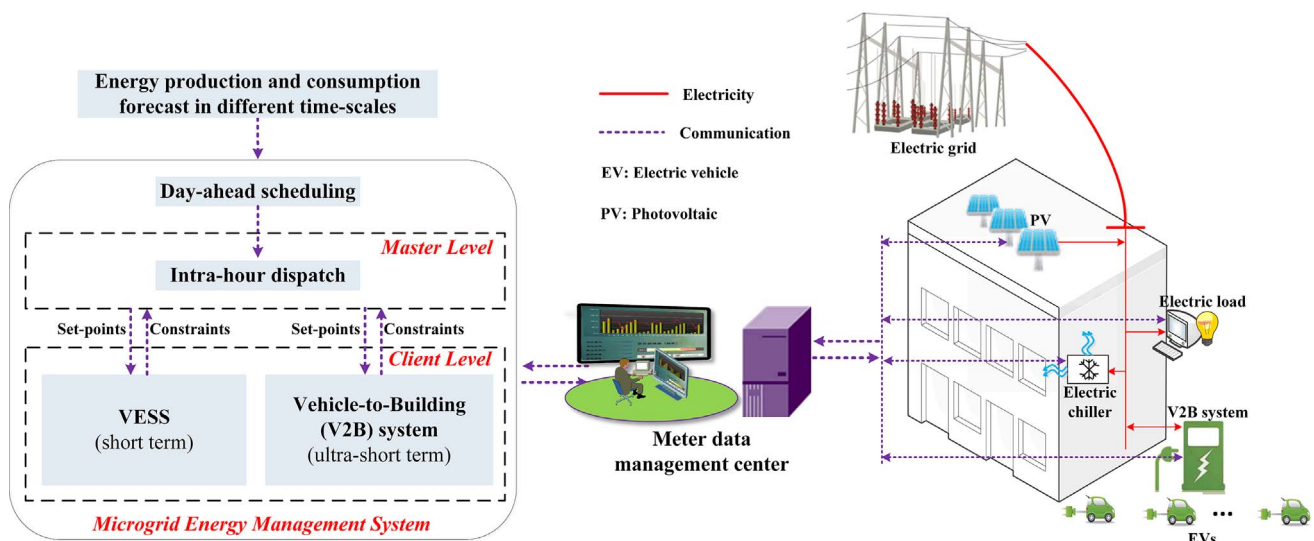 Energy production and consumption
forecast in different time-scales
Day-ahead scheduling
Master Level
Intra-hour dispatch
Set-points
Constraints
Set-points
Constraints
Client Level
VESS
(short term)
Vehicle-to-Building
(V2B) system
(ultra-short term)
Microgrid Energy Management System
Electricity
Communication
EV: Electric vehicle
PV: Photovoltaic
Meter data
management center
Electric grid
PV
Electric load
Electric
chiller
V2B system
...
EVs